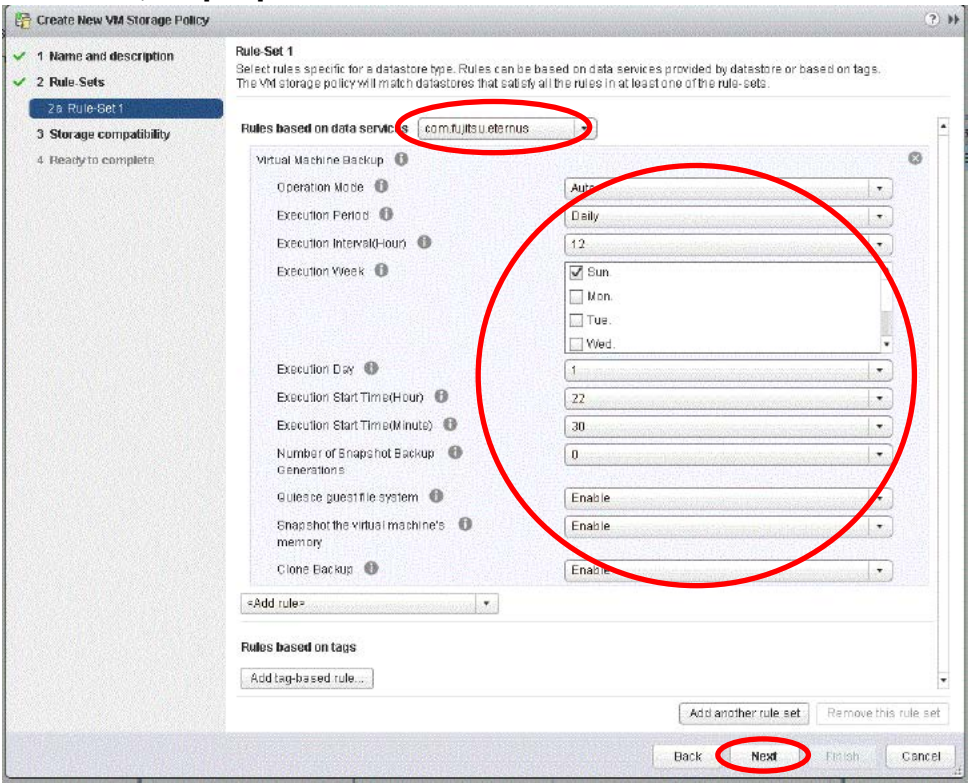 Create New VM Storage Policy
1 Name and description
2 Rule-Sets
2a Rule-Set 1
3 Storage compatibility
4 Ready to complete
Rule-Set 1
Select rules specific for a datastore type. Rules can be based on data services provided by datastore or based on tags.
The VM storage policy will match datastores that satisfy all the rules in at least one of the rule-sets.
Rules based on data services com.fujitsu.eternus
Virtual Machine Backup
Operation Mode Auto
Execution Period Daily
Execution Interval(Hour) 12
Execution Week Sun.
Mon.
Tue.
Wed.
Execution Day 1
Execution Start Time(Hour) 22
Execution Start Time(Minute) 30
Number of Snapshot Backup 0
Generations
Quiesce guest file system Enable
Snapshot the virtual machine's Enable
memory
Clone Backup Enable
<Add rule>
Rules based on tags
Add tag-based rule...
Add another rule set Remove this rule set
Back Next Finish Cancel